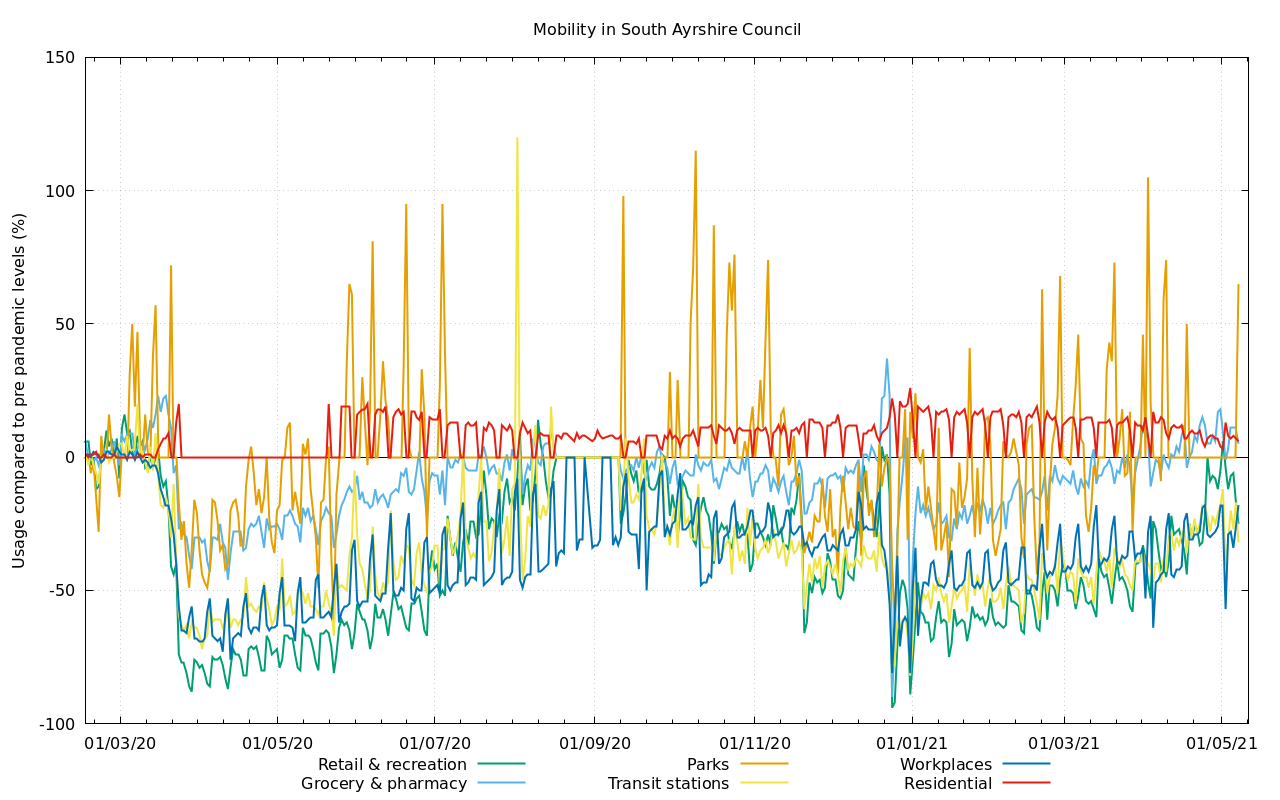 Mobility in South Ayrshire Council
Usage compared to pre pandemic levels (%)
150
100
50
0
-50
-100
01/03/20 01/05/20 01/07/20 01/09/20 01/11/20 01/01/21 01/03/21 01/05/21
Retail & recreation Parks Workplaces
Grocery & pharmacy Transit stations Residential